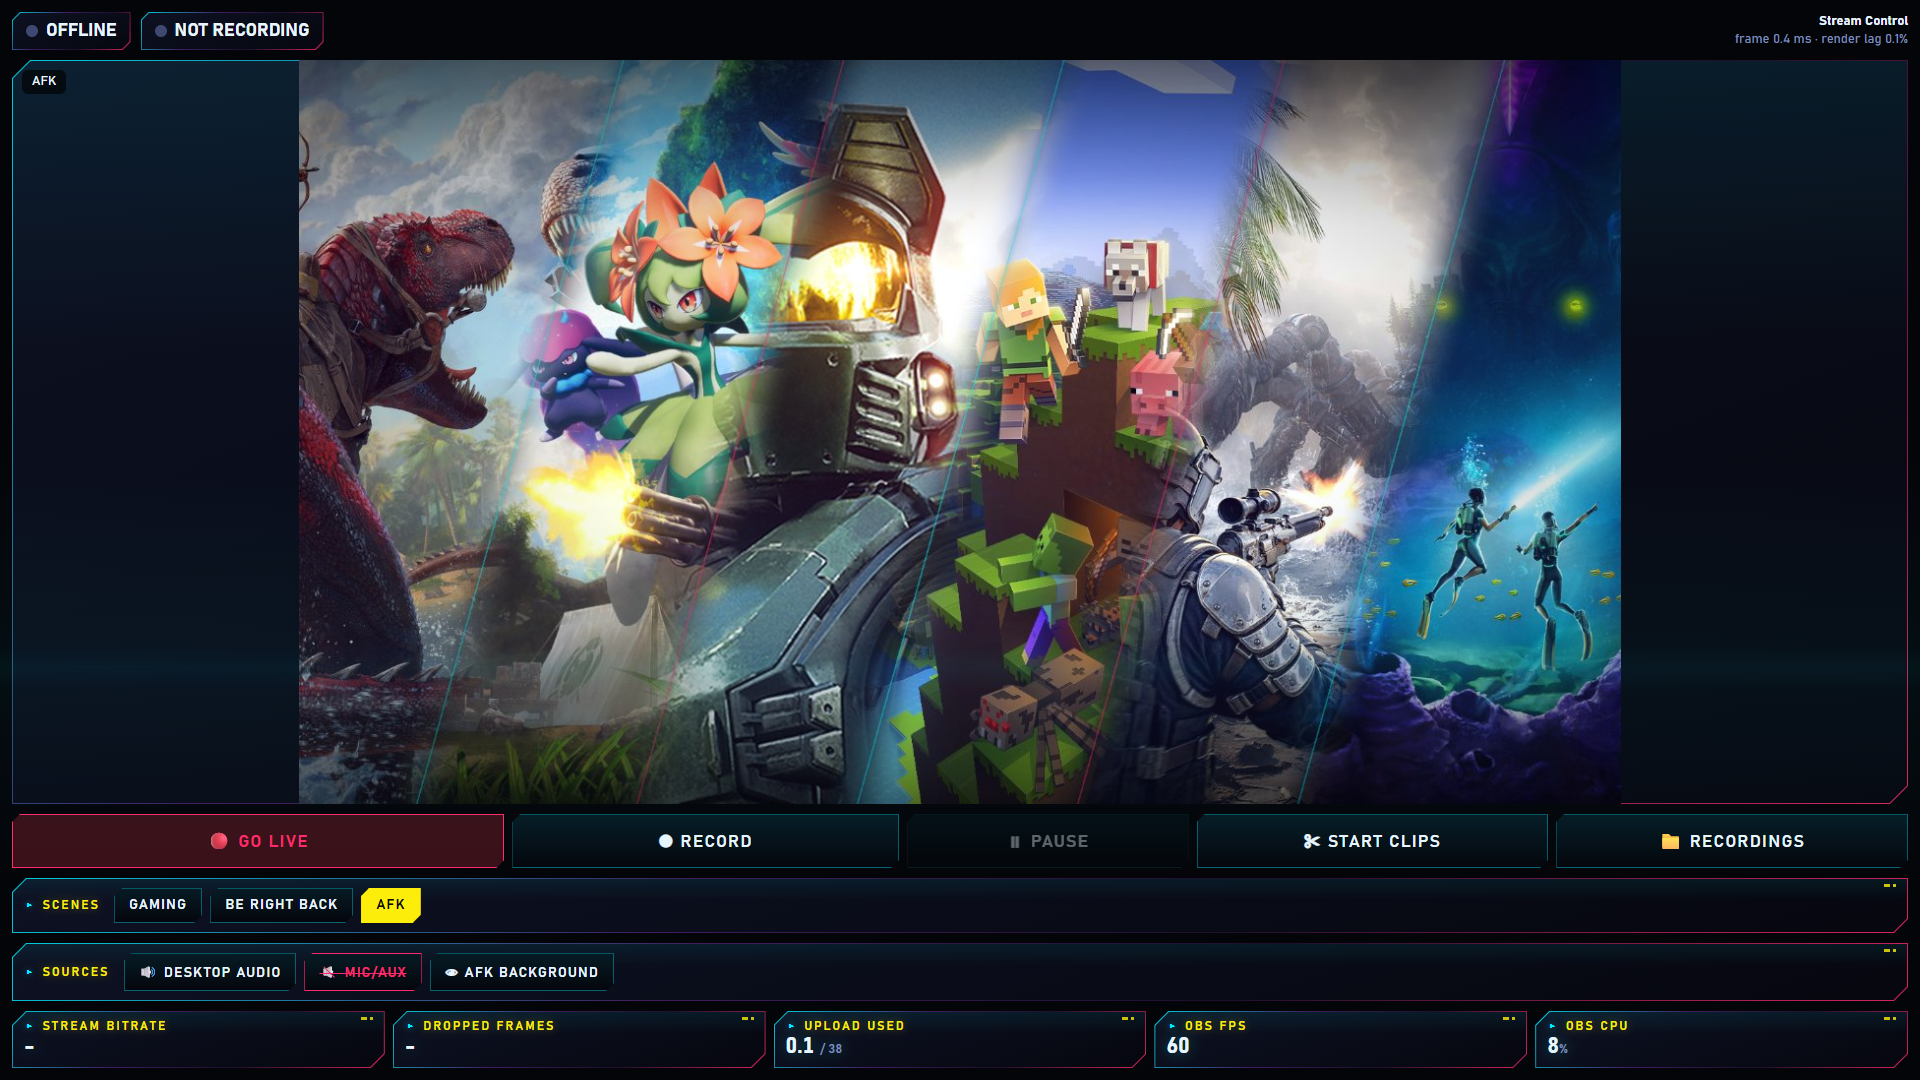 OFFLINE
NOT RECORDING
Stream Control
frame 0.4 ms · render lag 0.1%
AFK
GO LIVE
RECORD
PAUSE
START CLIPS
RECORDINGS
SCENES
GAMING
BE RIGHT BACK
AFK
SOURCES
DESKTOP AUDIO
MIC/AUX
AFK BACKGROUND
STREAM BITRATE
–
DROPPED FRAMES
–
UPLOAD USED
0.1 / 38
OBS FPS
60
OBS CPU
8%